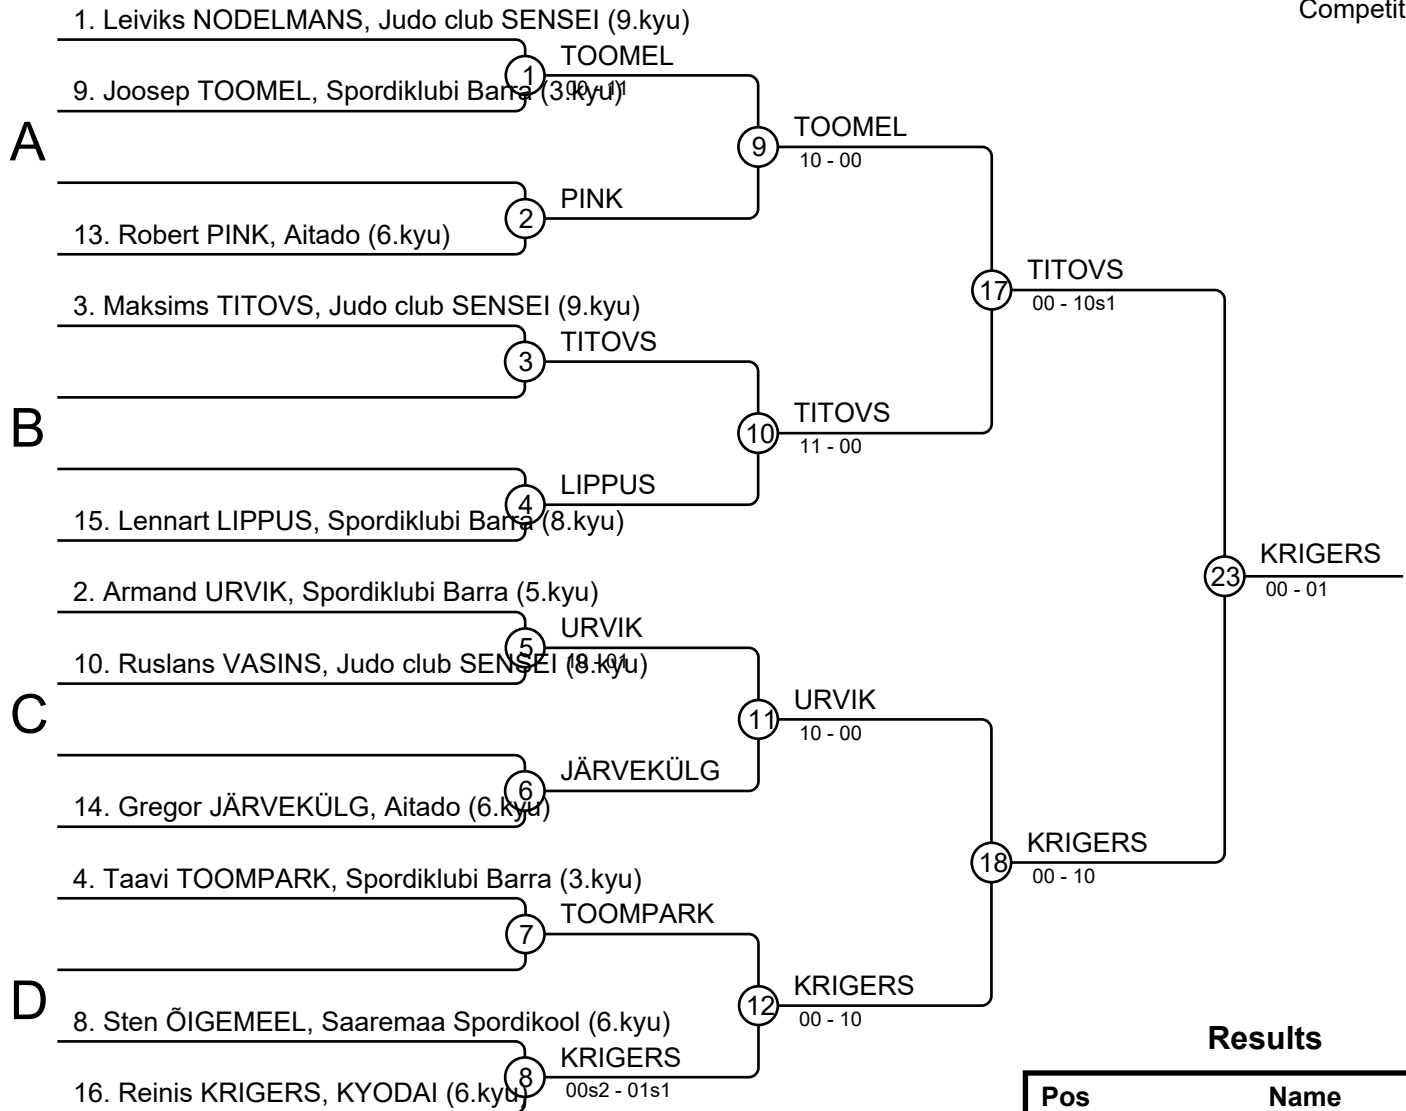 Competit
1. Leiviks NODELMANS, Judo club SENSEI (9.kyu)
1
TOOMEL
00 - 11
9. Joosep TOOMEL, Spordiklubi Barra (3.kyu)
A
9
TOOMEL
10 - 00
2
PINK
13. Robert PINK, Aitado (6.kyu)
17
TITOVS
00 - 10s1
3. Maksims TITOVS, Judo club SENSEI (9.kyu)
3
TITOVS
B
10
TITOVS
11 - 00
4
LIPPUS
15. Lennart LIPPUS, Spordiklubi Barra (8.kyu)
23
KRIGERS
00 - 01
2. Armand URVIK, Spordiklubi Barra (5.kyu)
5
URVIK
10. Ruslans VASINS, Judo club SENSEI (8.kyu)
C
11
URVIK
10 - 00
6
JÄRVEKÜLG
14. Gregor JÄRVEKÜLG, Aitado (6.kyu)
18
KRIGERS
00 - 10
4. Taavi TOOMPARK, Spordiklubi Barra (3.kyu)
7
TOOMPARK
D
12
KRIGERS
00 - 10
8. Sten ÕIGEMEEL, Saaremaa Spordikool (6.kyu)
8
KRIGERS
00s2 - 01s1
16. Reinis KRIGERS, KYODAI (6.kyu)
Results
Pos Name